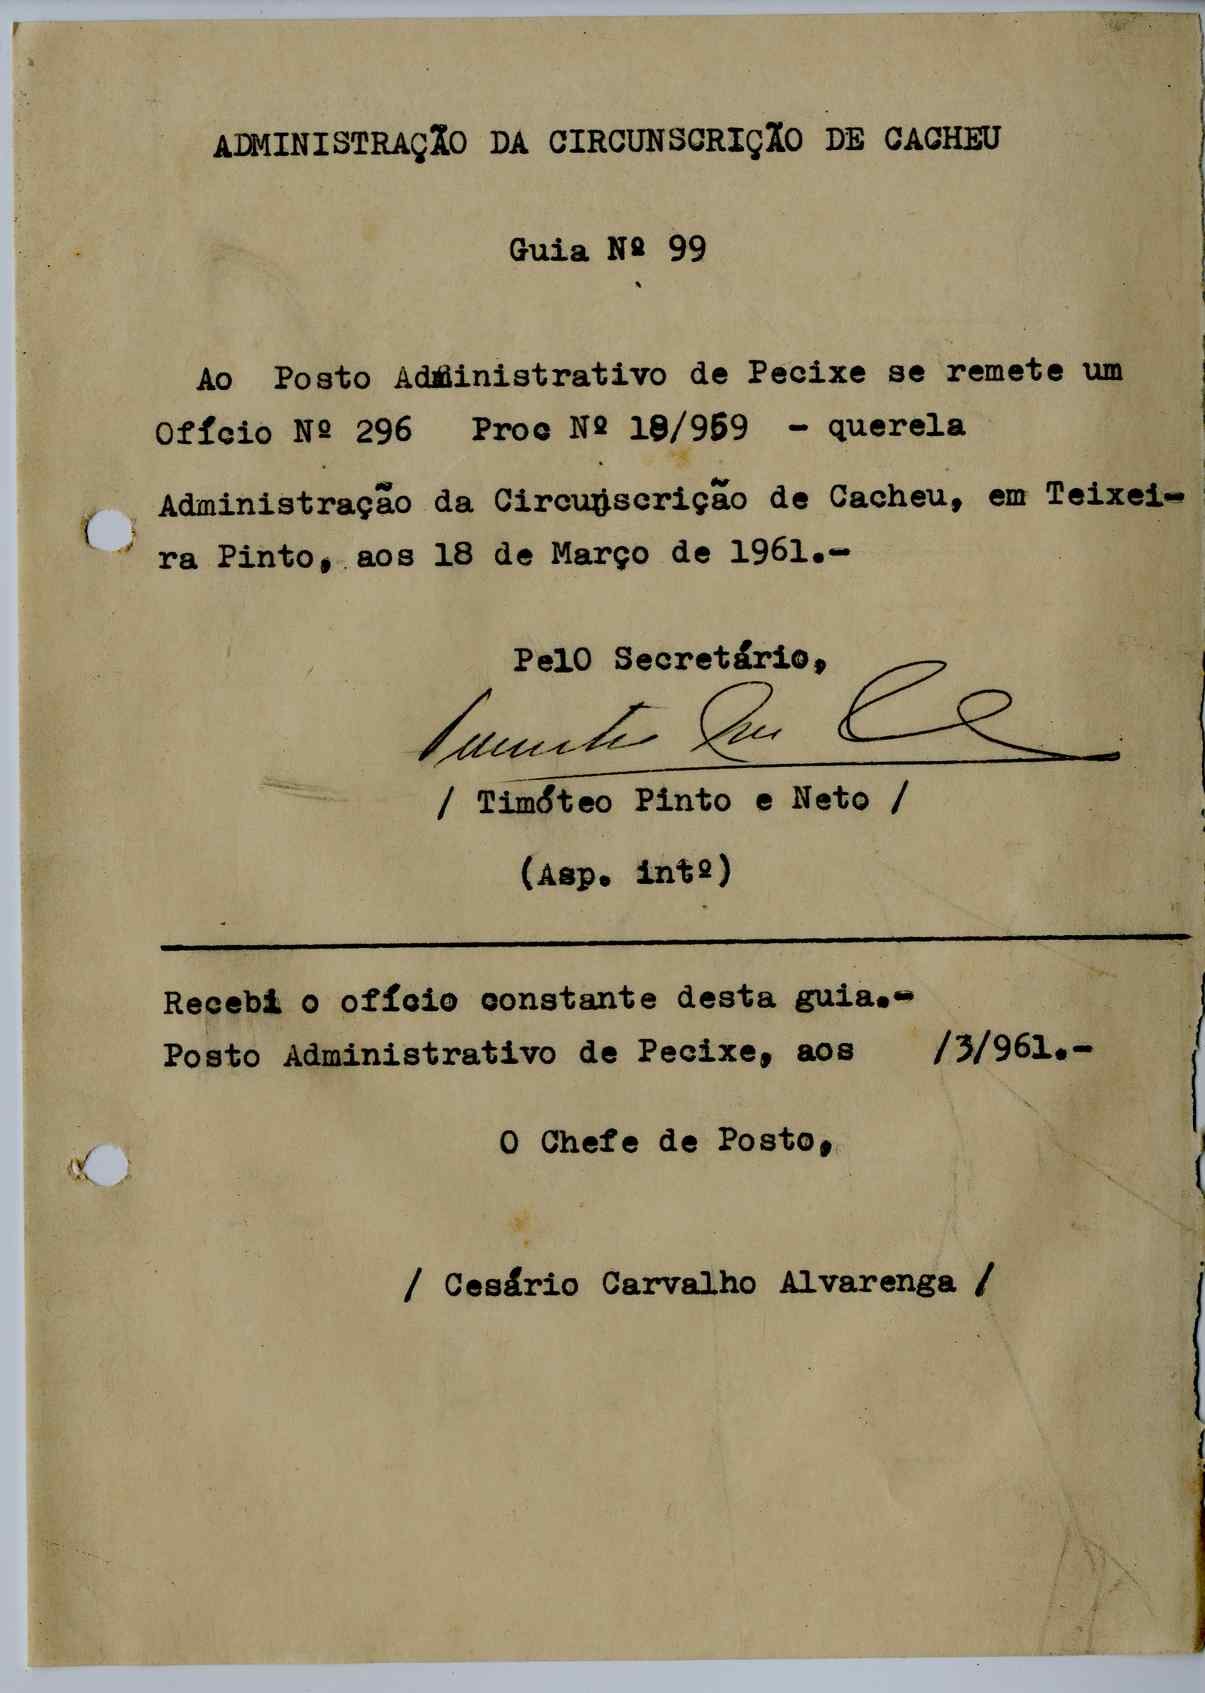 ADMINISTRAÇÃO DA CIRCUNSCRIÇÃO DE CACHEU
Guia Nº 99
Ao Posto Administrativo de Pecixe se remete um
Ofício Nº 296 Proc Nº 18/959 - querela
Administração da Circunscrição de Cacheu, em Teixei-
ra Pinto, aos 18 de Março de 1961.-
PelO Secretário,
/ Timóteo Pinto e Neto /
(Asp. intº)
Recebi o ofício constante desta guia.-
Posto Administrativo de Pecixe, aos /3/961.-
O Chefe de Posto,
/ Cesário Carvalho Alvarenga /